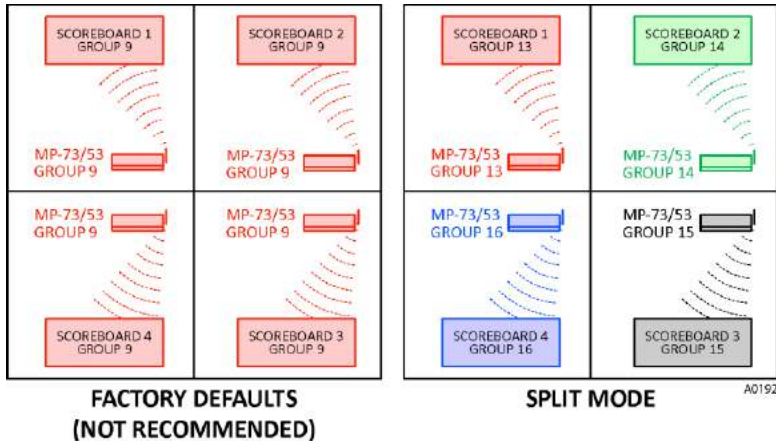 SCOREBOARD 1
GROUP 9
SCOREBOARD 2
GROUP 9
MP-73/53
GROUP 9
MP-73/53
GROUP 9
MP-73/53
GROUP 9
MP-73/53
GROUP 9
SCOREBOARD 4
GROUP 9
SCOREBOARD 3
GROUP 9
FACTORY DEFAULTS
(NOT RECOMMENDED)
SCOREBOARD 1
GROUP 13
SCOREBOARD 2
GROUP 14
MP-73/53
GROUP 13
MP-73/53
GROUP 14
MP-73/53
GROUP 16
MP-73/53
GROUP 15
SCOREBOARD 4
GROUP 16
SCOREBOARD 3
GROUP 15
SPLIT MODE
A0192